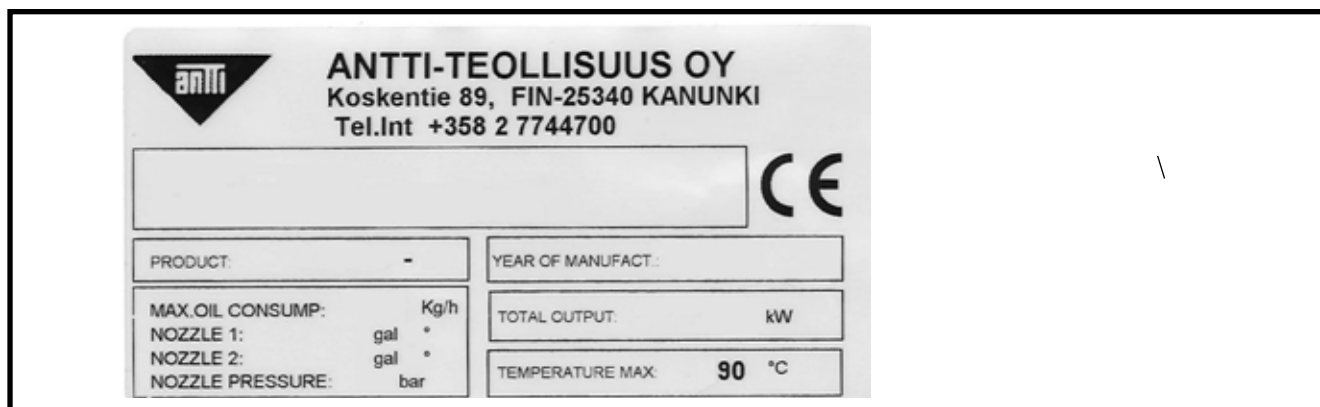 antti
ANTTI-TEOLLISUUS OY
Koskentie 89, FIN-25340 KANUNKI
Tel.Int +358 2 7744700
CE
\
PRODUCT: -
YEAR OF MANUFACT.:
MAX.OIL CONSUMP: Kg/h
NOZZLE 1: gal °
NOZZLE 2: gal °
NOZZLE PRESSURE: bar
TOTAL OUTPUT: kW
TEMPERATURE MAX: 90 °C